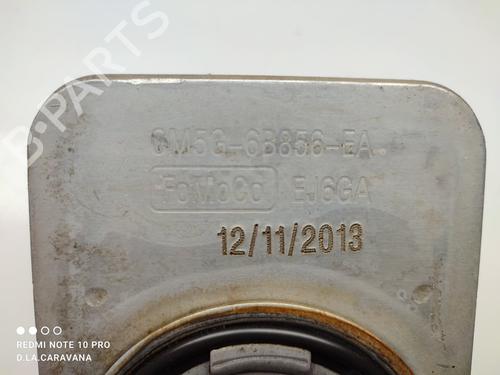 B-PARTS
CM5G-6B856-EA
FoMoCo EJ6GA
12/11/2013
REDMI NOTE 10 PRO
D.LA.CARAVANA